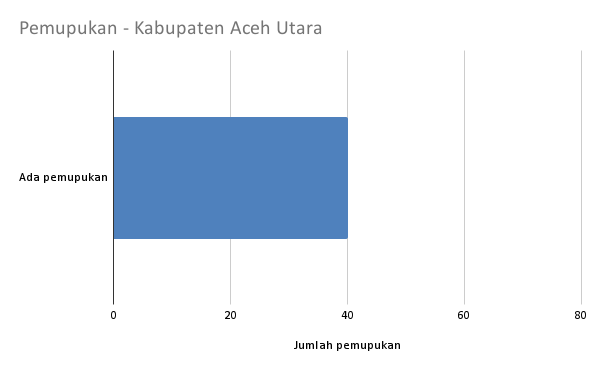 Pemupukan - Kabupaten Aceh Utara
Ada pemupukan
0 20 40 60 80
Jumlah pemupukan